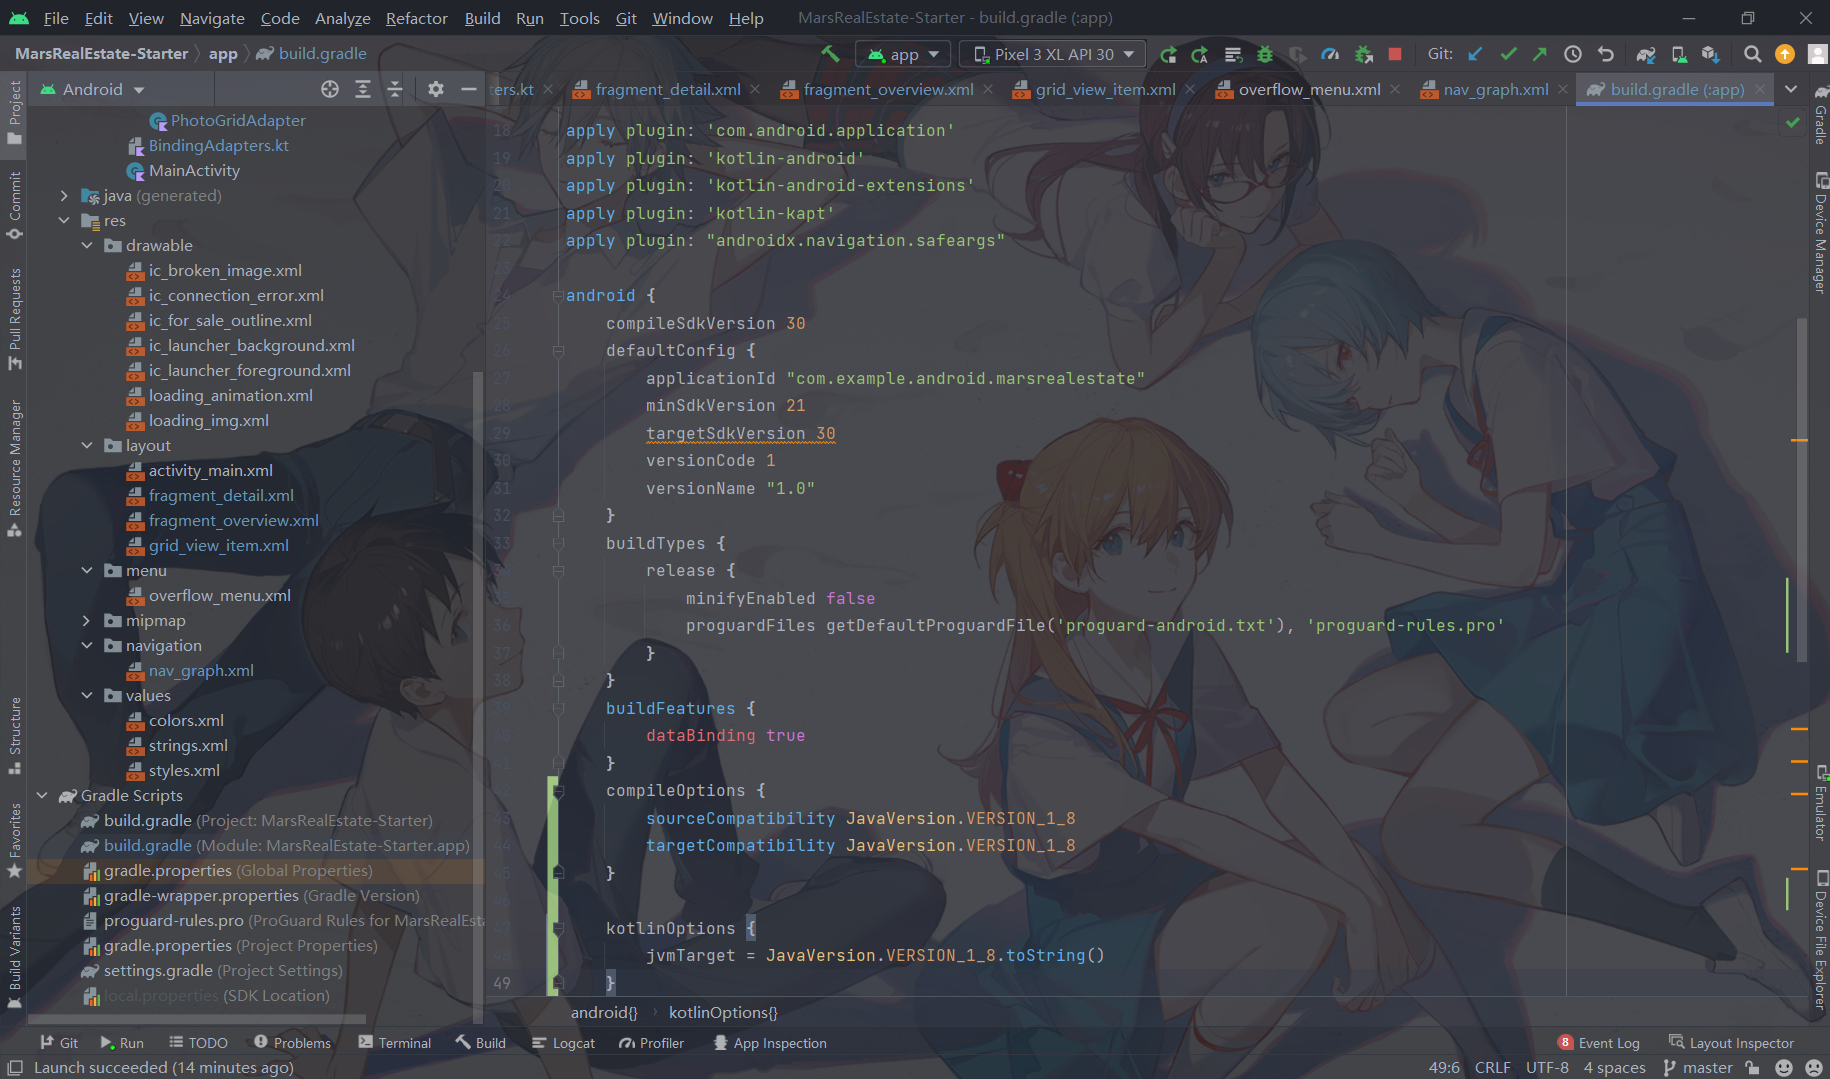 File Edit View Navigate Code Analyze Refactor Build Run Tools Git Window Help MarsRealEstate-Starter - build.gradle (:app)
MarsRealEstate-Starter app build.gradle app Pixel 3 XL API 30 Git:
Android ters.kt fragment_detail.xml fragment_overview.xml grid_view_item.xml overflow_menu.xml nav_graph.xml build.gradle (:app)
Project
Commit
Pull Requests
Resource Manager
Structure
Favorites
Build Variants
PhotoGridAdapter
BindingAdapters.kt
MainActivity
java (generated)
res
drawable
ic_broken_image.xml
ic_connection_error.xml
ic_for_sale_outline.xml
ic_launcher_background.xml
ic_launcher_foreground.xml
loading_animation.xml
loading_img.xml
layout
activity_main.xml
fragment_detail.xml
fragment_overview.xml
grid_view_item.xml
menu
overflow_menu.xml
mipmap
navigation
nav_graph.xml
values
colors.xml
strings.xml
styles.xml
Gradle Scripts
build.gradle (Project: MarsRealEstate-Starter)
build.gradle (Module: MarsRealEstate-Starter.app)
gradle.properties (Global Properties)
gradle-wrapper.properties (Gradle Version)
proguard-rules.pro (ProGuard Rules for MarsRealEst
gradle.properties (Project Properties)
settings.gradle (Project Settings)
local.properties (SDK Location)
18 apply plugin: 'com.android.application'
19 apply plugin: 'kotlin-android'
20 apply plugin: 'kotlin-android-extensions'
21 apply plugin: 'kotlin-kapt'
22 apply plugin: "androidx.navigation.safeargs"
23
24 android {
25 compileSdkVersion 30
26 defaultConfig {
27 applicationId "com.example.android.marsrealestate"
28 minSdkVersion 21
29 targetSdkVersion 30
30 versionCode 1
31 versionName "1.0"
32 }
33 buildTypes {
34 release {
35 minifyEnabled false
36 proguardFiles getDefaultProguardFile('proguard-android.txt'), 'proguard-rules.pro'
37 }
38 }
39 buildFeatures {
40 dataBinding true
41 }
42 compileOptions {
43 sourceCompatibility JavaVersion.VERSION_1_8
44 targetCompatibility JavaVersion.VERSION_1_8
45 }
46
47 kotlinOptions {
48 jvmTarget = JavaVersion.VERSION_1_8.toString()
49 }
android{} kotlinOptions{}
Gradle
Device Manager
Emulator
Device File Explorer
Git Run TODO Problems Terminal Build Logcat Profiler App Inspection 8 Event Log Layout Inspector
Launch succeeded (14 minutes ago) 49:6 CRLF UTF-8 4 spaces master